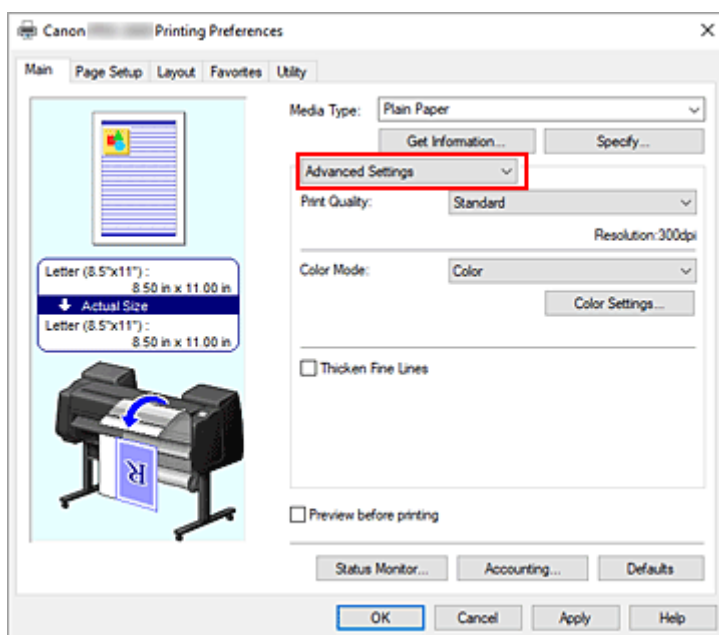 Canon Printing Preferences
Main Page Setup Layout Favorites Utility
Media Type: Plain Paper
Get Information... Specify...
Advanced Settings
Print Quality: Standard
Resolution:300dpi
Color Mode: Color
Color Settings...
Thicken Fine Lines
Letter (8.5"x11") :
8.50 in x 11.00 in
Actual Size
Letter (8.5"x11") :
8.50 in x 11.00 in
R
Preview before printing
Status Monitor... Accounting... Defaults
OK Cancel Apply Help